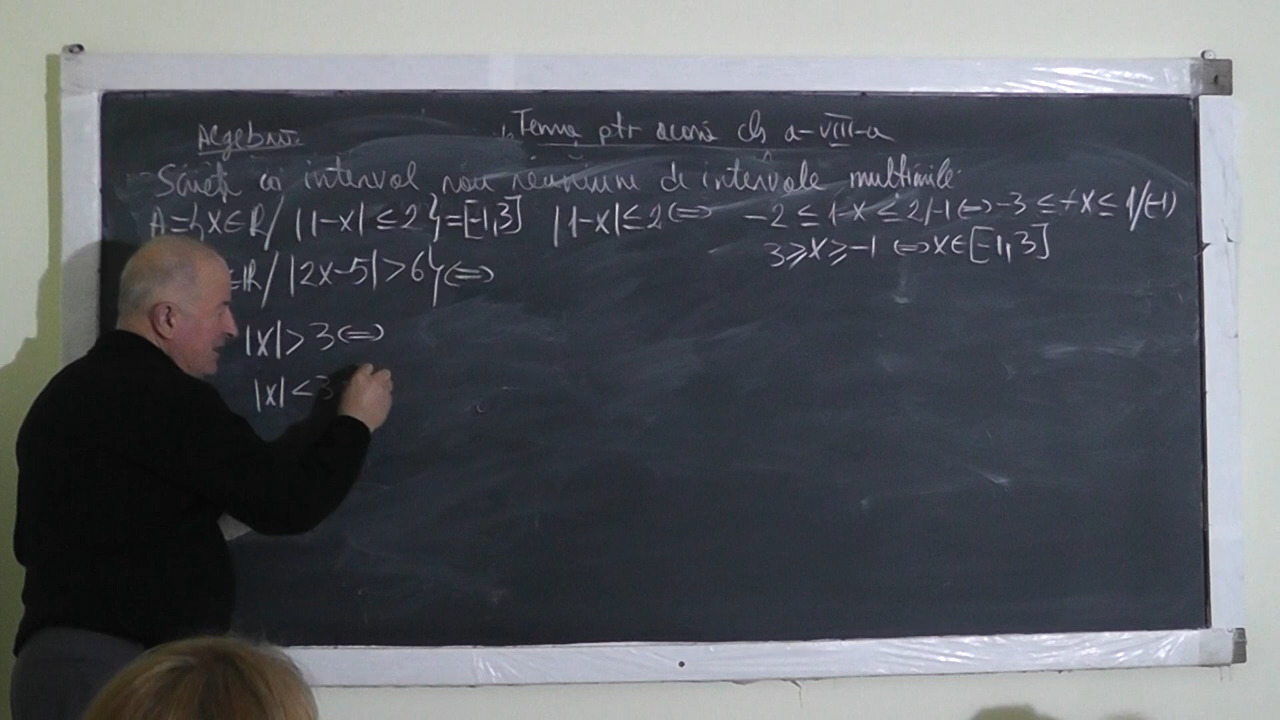 Algebră. Temă ptr acasă cls a-VIII-a
Scrieți ca interval sau reuniune de intervale mulțimile:
A={x∈R/ |1-x|≤2}=[-1,3] |1-x|≤2 ⇔ -2≤1-x≤2/-1 ⇔ -3≤-x≤1/(-1)
3≥x≥-1 ⇔ x∈[-1,3]
∈R/ |2x-5|>6} ⇔
|x|>3 ⇔
|x|<3